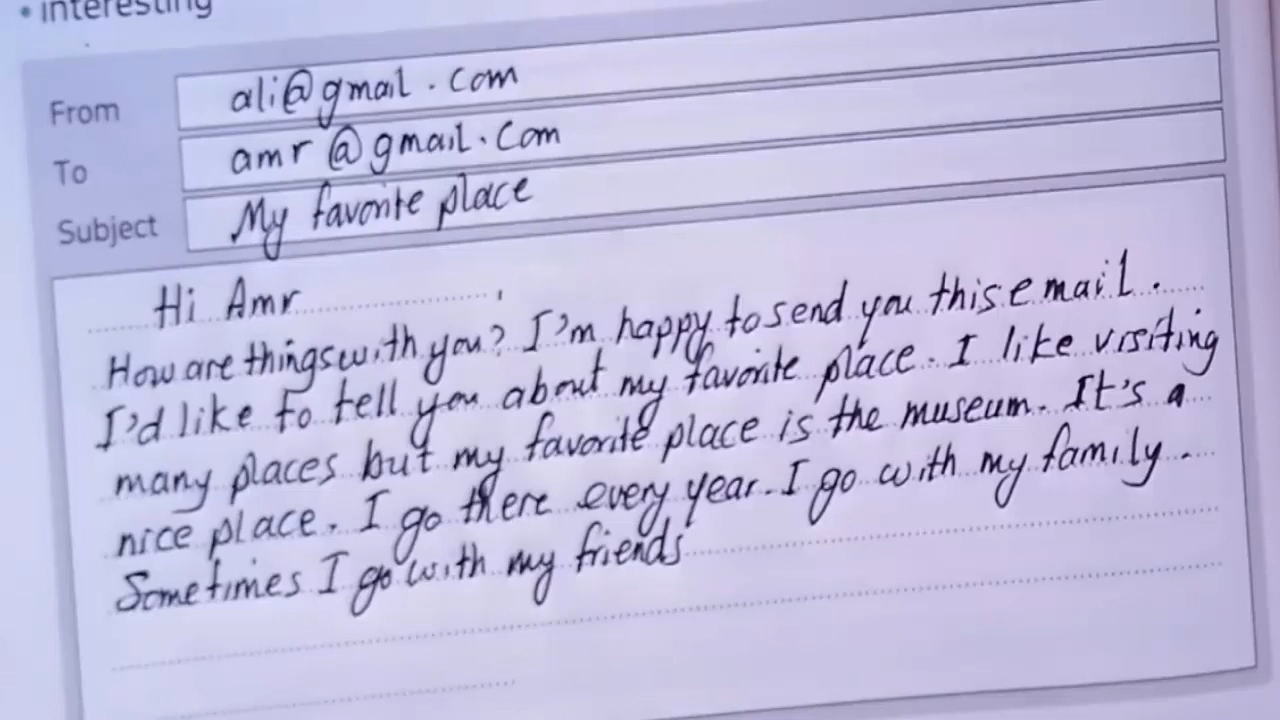 • interesting
From ali@gmail.com
To amr@gmail.com
Subject My favorite place
Hi Amr
How are things with you? I'm happy to send you this email.
I'd like to tell you about my favorite place. I like visiting
many places but my favorite place is the museum. It's a
nice place. I go there every year. I go with my family.
Sometimes I go with my friends